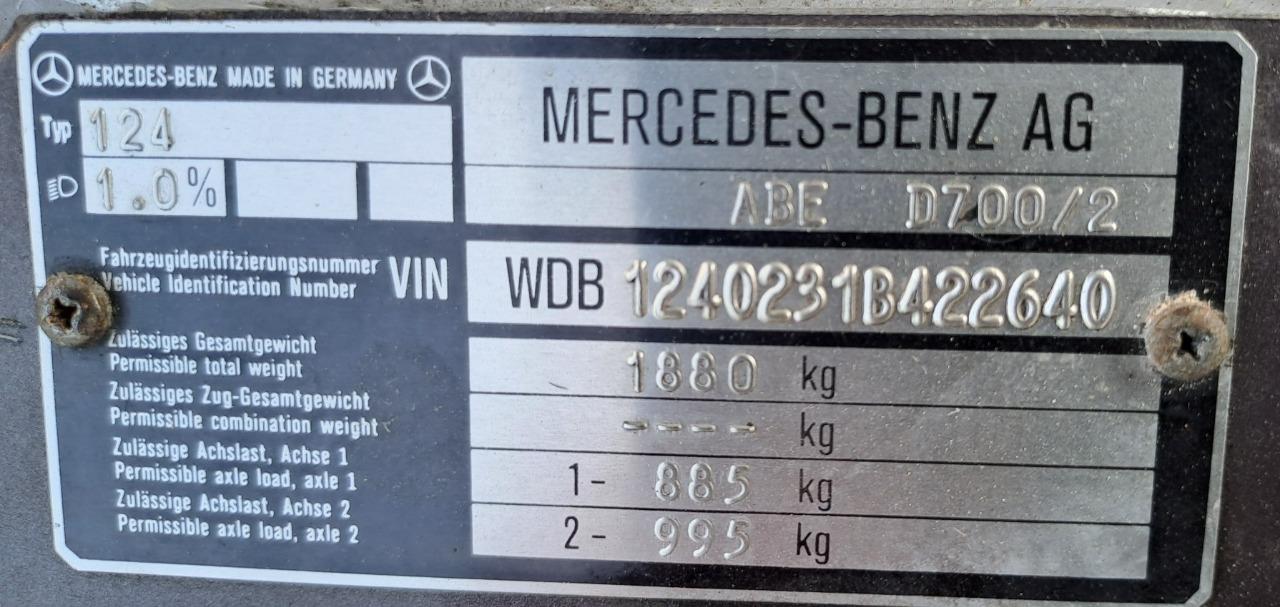 MERCEDES-BENZ MADE IN GERMANY
Typ 124
1.0%
MERCEDES-BENZ AG
ABE D700/2
Fahrzeugidentifizierungsnummer
Vehicle Identification Number
VIN
WDB 1240231B422640
Zulässiges Gesamtgewicht
Permissible total weight
1880 kg
Zulässiges Zug-Gesamtgewicht
Permissible combination weight
---- kg
Zulässige Achslast, Achse 1
Permissible axle load, axle 1
1- 885 kg
Zulässige Achslast, Achse 2
Permissible axle load, axle 2
2- 995 kg